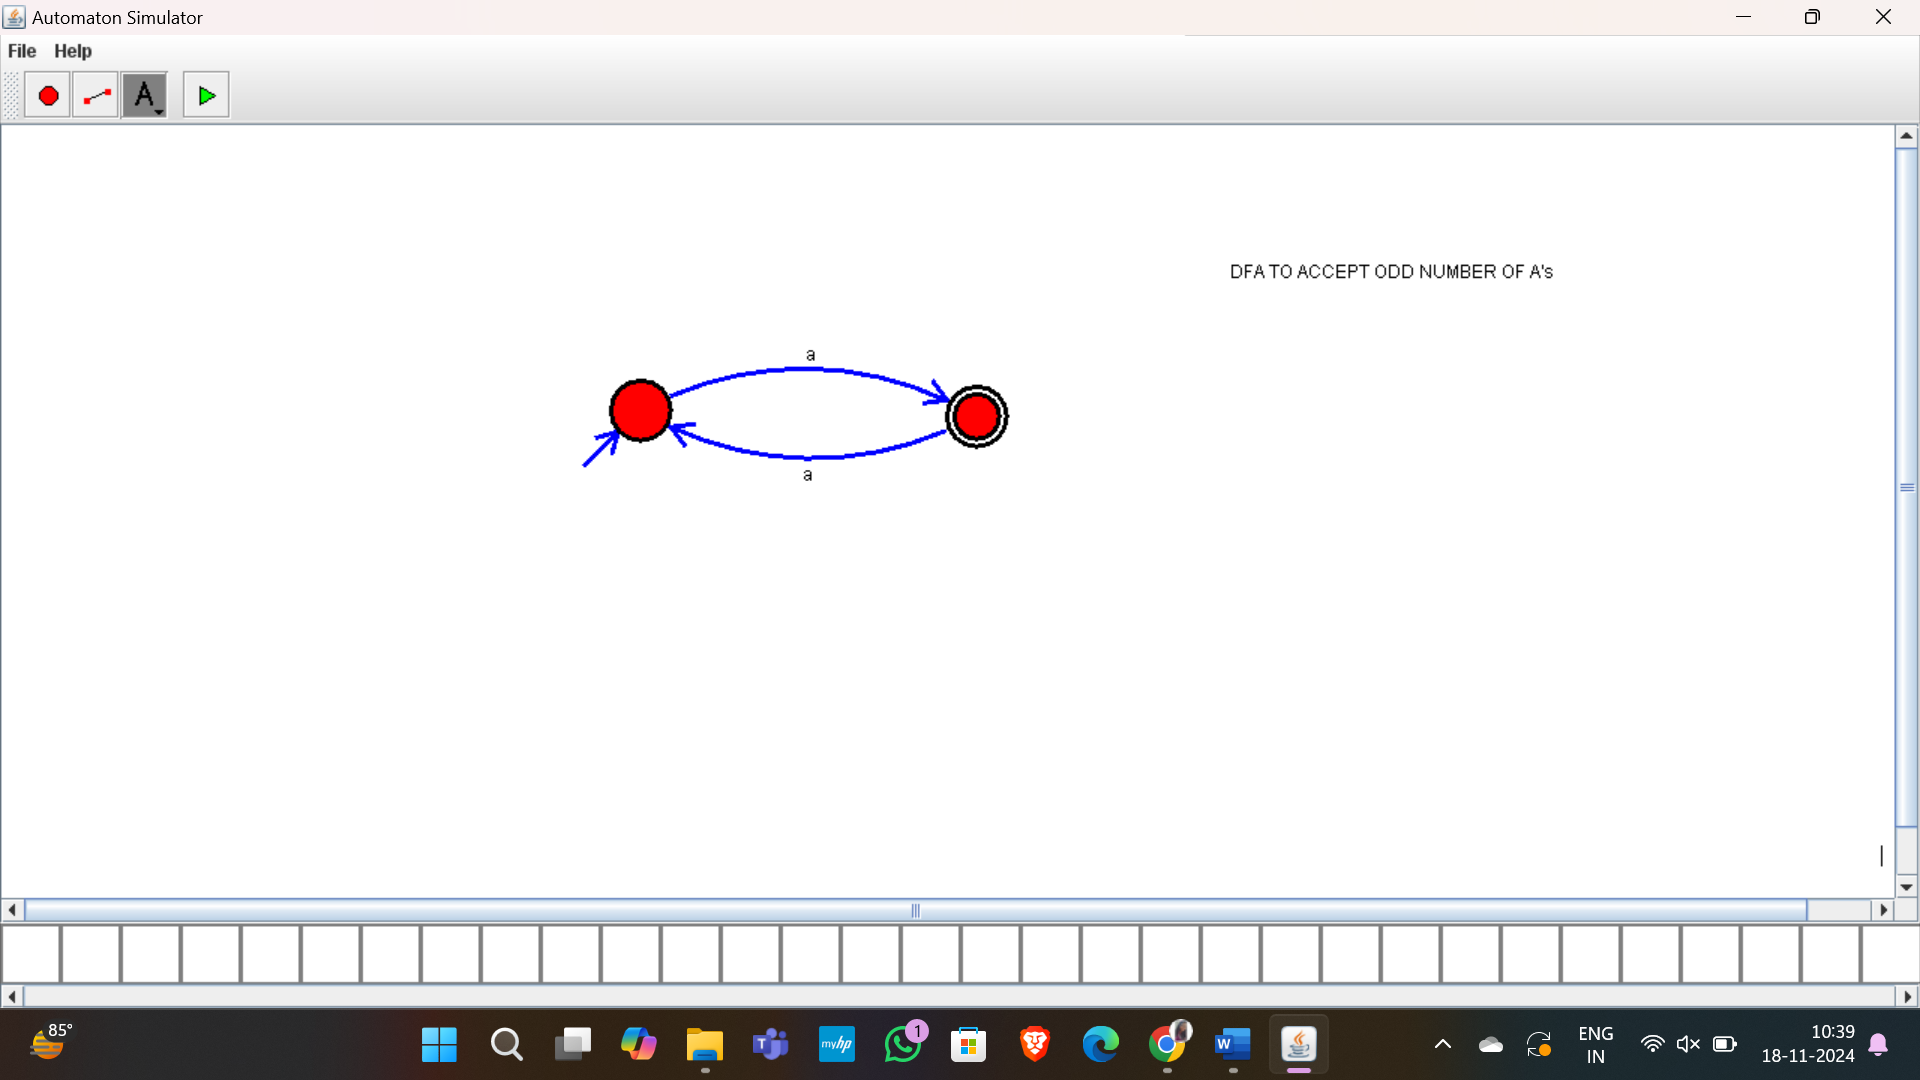 Automaton Simulator
File Help
A
DFA TO ACCEPT ODD NUMBER OF A's
a
a
85°
myhp
1
W
ENG
IN
10:39
18-11-2024